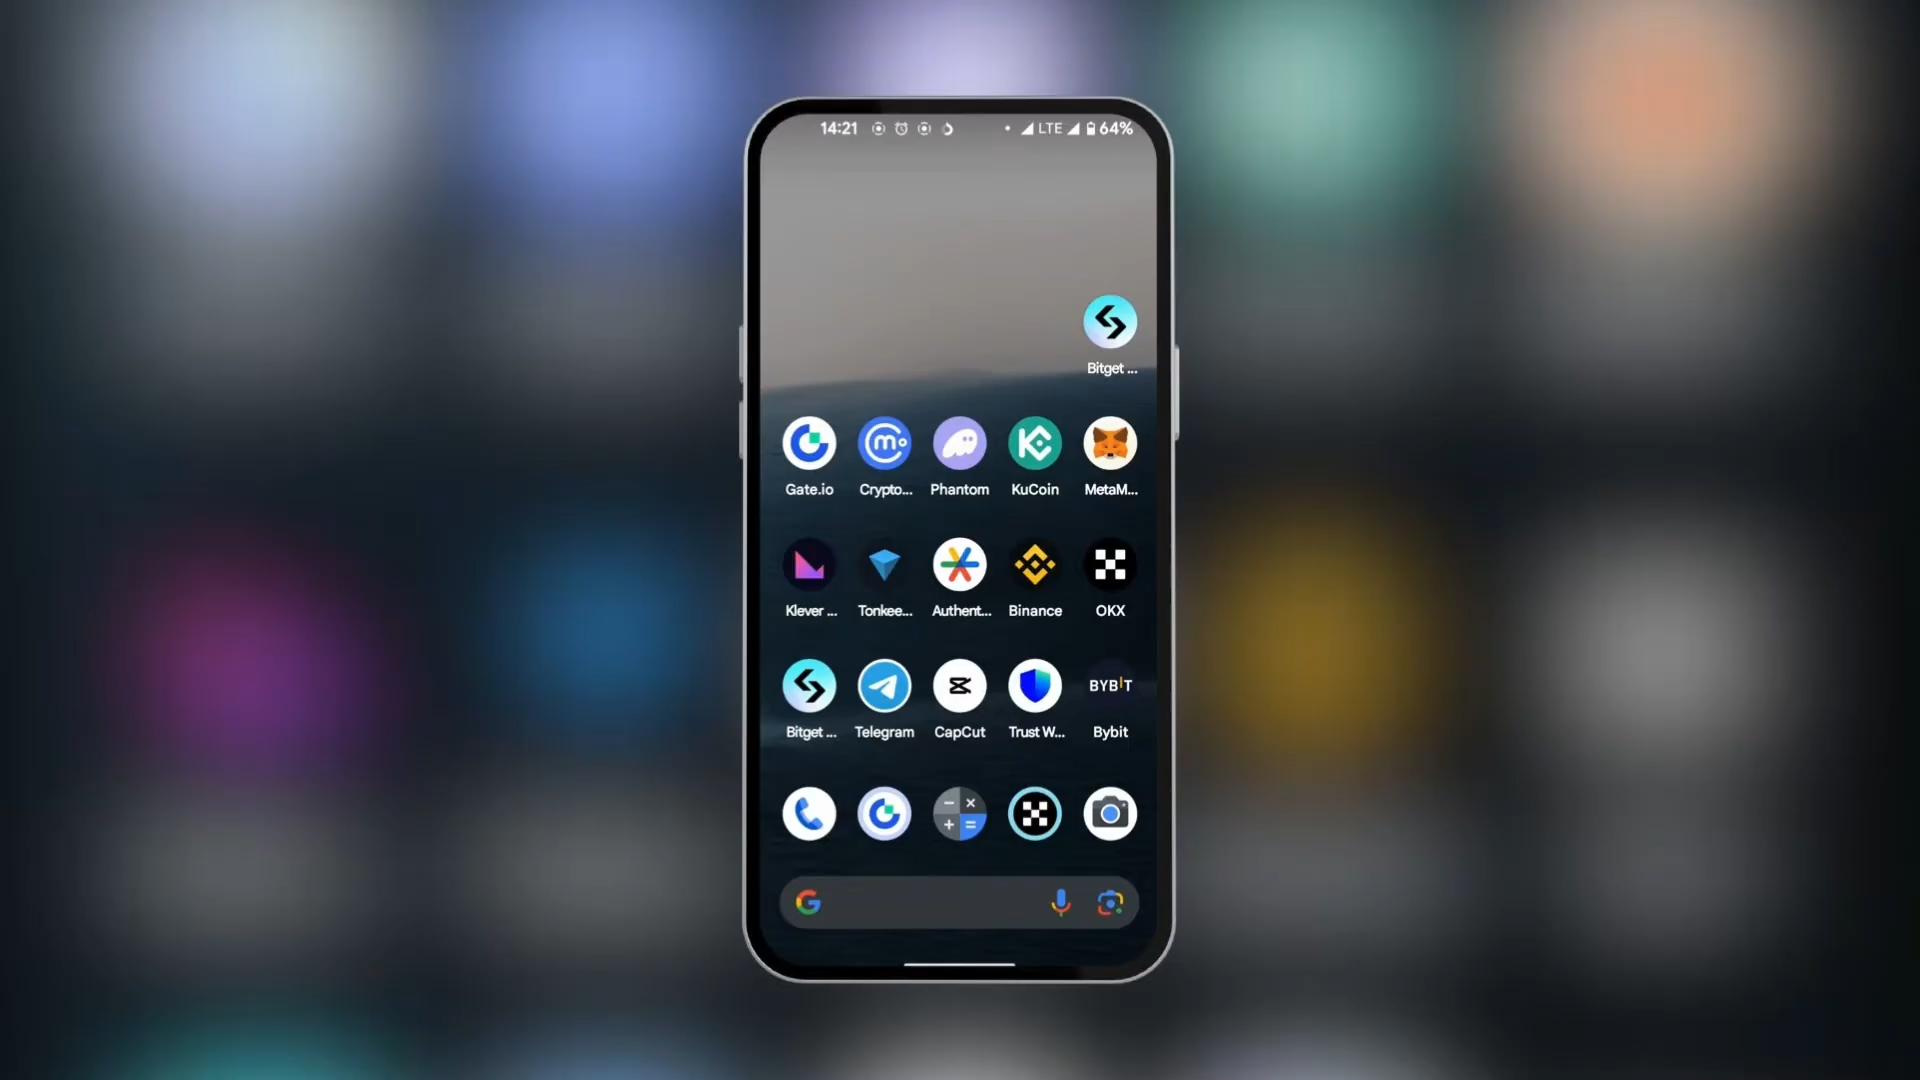 14:21 LTE 64%
Bitget ...
Gate.io Crypto... Phantom KuCoin MetaM...
Klever ... Tonkee... Authent... Binance OKX
BYBIT
Bitget ... Telegram CapCut Trust W... Bybit